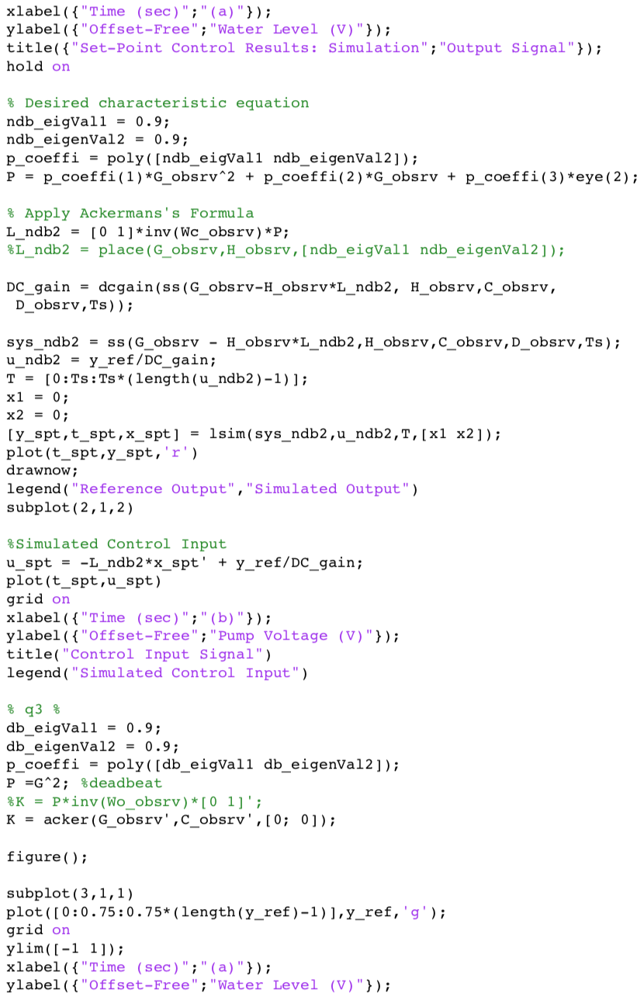 xlabel({"Time (sec)";"(a)"});
ylabel({"Offset-Free";"Water Level (V)"});
title({"Set-Point Control Results: Simulation";"Output Signal"});
hold on
% Desired characteristic equation
ndb_eigVal1 = 0.9;
ndb_eigenVal2 = 0.9;
p_coeffi = poly([ndb_eigVal1 ndb_eigenVal2]);
P = p_coeffi(1)*G_obsrv^2 + p_coeffi(2)*G_obsrv + p_coeffi(3)*eye(2);
% Apply Ackermans's Formula
L_ndb2 = [0 1]*inv(Wc_obsrv)*P;
%L_ndb2 = place(G_obsrv,H_obsrv,[ndb_eigVal1 ndb_eigenVal2]);
DC_gain = dcgain(ss(G_obsrv-H_obsrv*L_ndb2, H_obsrv,C_obsrv,
D_obsrv,Ts));
sys_ndb2 = ss(G_obsrv - H_obsrv*L_ndb2,H_obsrv,C_obsrv,D_obsrv,Ts);
u_ndb2 = y_ref/DC_gain;
T = [0:Ts:Ts*(length(u_ndb2)-1)];
x1 = 0;
x2 = 0;
[y_spt,t_spt,x_spt] = lsim(sys_ndb2,u_ndb2,T,[x1 x2]);
plot(t_spt,y_spt,'r')
drawnow;
legend("Reference Output","Simulated Output")
subplot(2,1,2)
%Simulated Control Input
u_spt = -L_ndb2*x_spt' + y_ref/DC_gain;
plot(t_spt,u_spt)
grid on
xlabel({"Time (sec)";"(b)"});
ylabel({"Offset-Free";"Pump Voltage (V)"});
title("Control Input Signal")
legend("Simulated Control Input")
% q3 %
db_eigVal1 = 0.9;
db_eigenVal2 = 0.9;
p_coeffi = poly([db_eigVal1 db_eigenVal2]);
P =G^2; %deadbeat
%K = P*inv(Wo_obsrv)*[0 1]';
K = acker(G_obsrv',C_obsrv',[0; 0]);
figure();
subplot(3,1,1)
plot([0:0.75:0.75*(length(y_ref)-1)],y_ref,'g');
grid on
ylim([-1 1]);
xlabel({"Time (sec)";"(a)"});
ylabel({"Offset-Free";"Water Level (V)"});